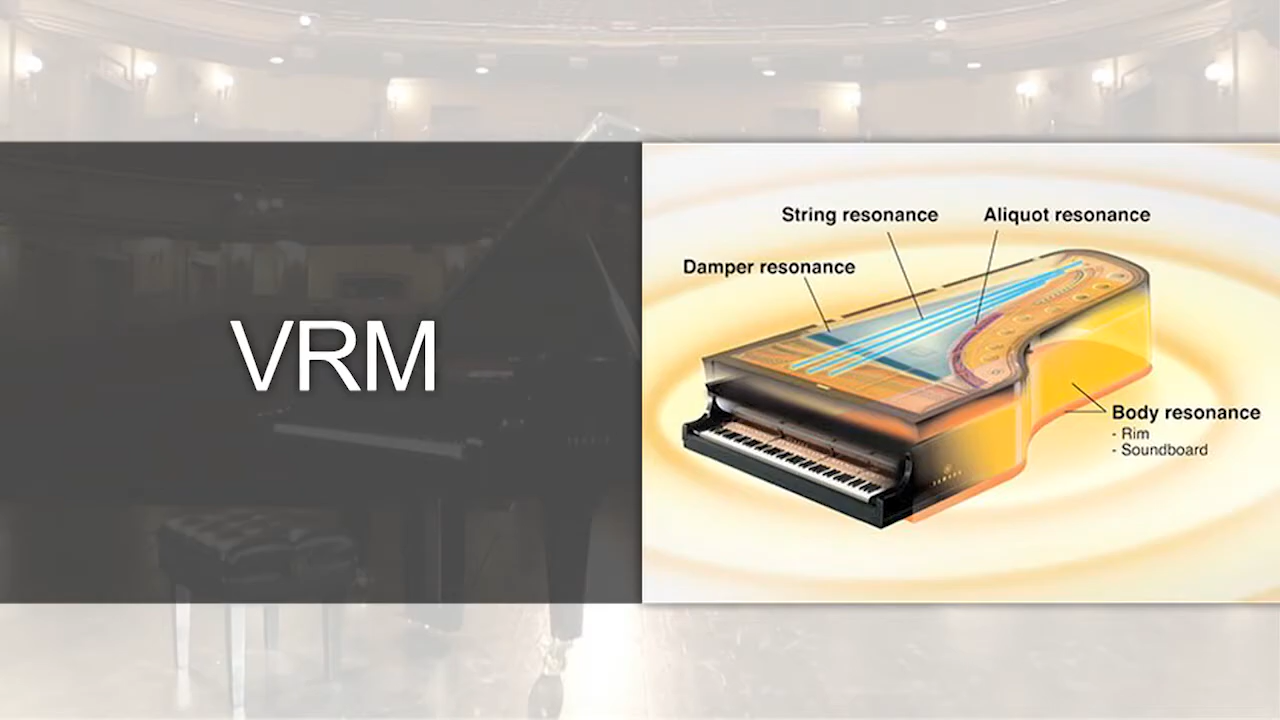 VRM
String resonance
Aliquot resonance
Damper resonance
Body resonance
- Rim
- Soundboard